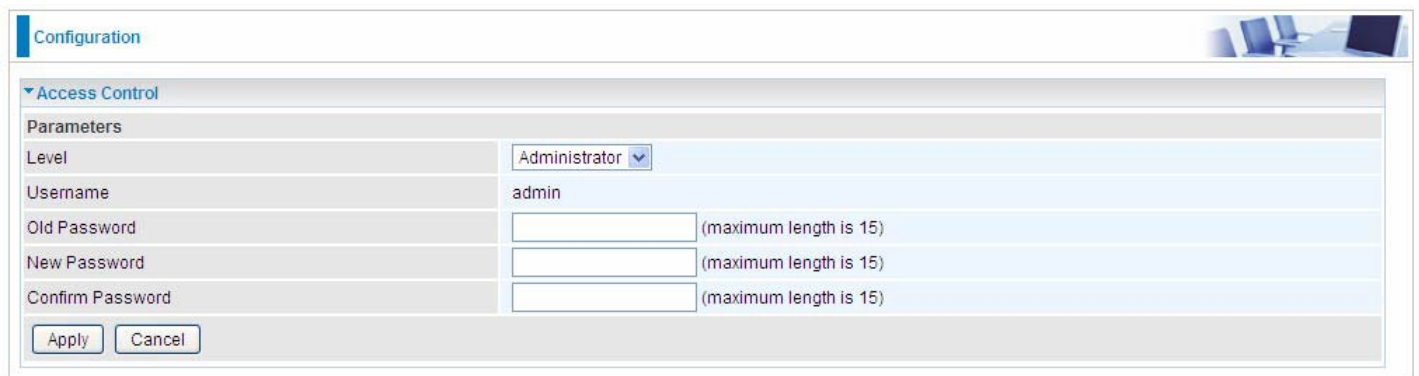 Configuration
Access Control
Parameters
Level Administrator
Username admin
Old Password (maximum length is 15)
New Password (maximum length is 15)
Confirm Password (maximum length is 15)
Apply Cancel